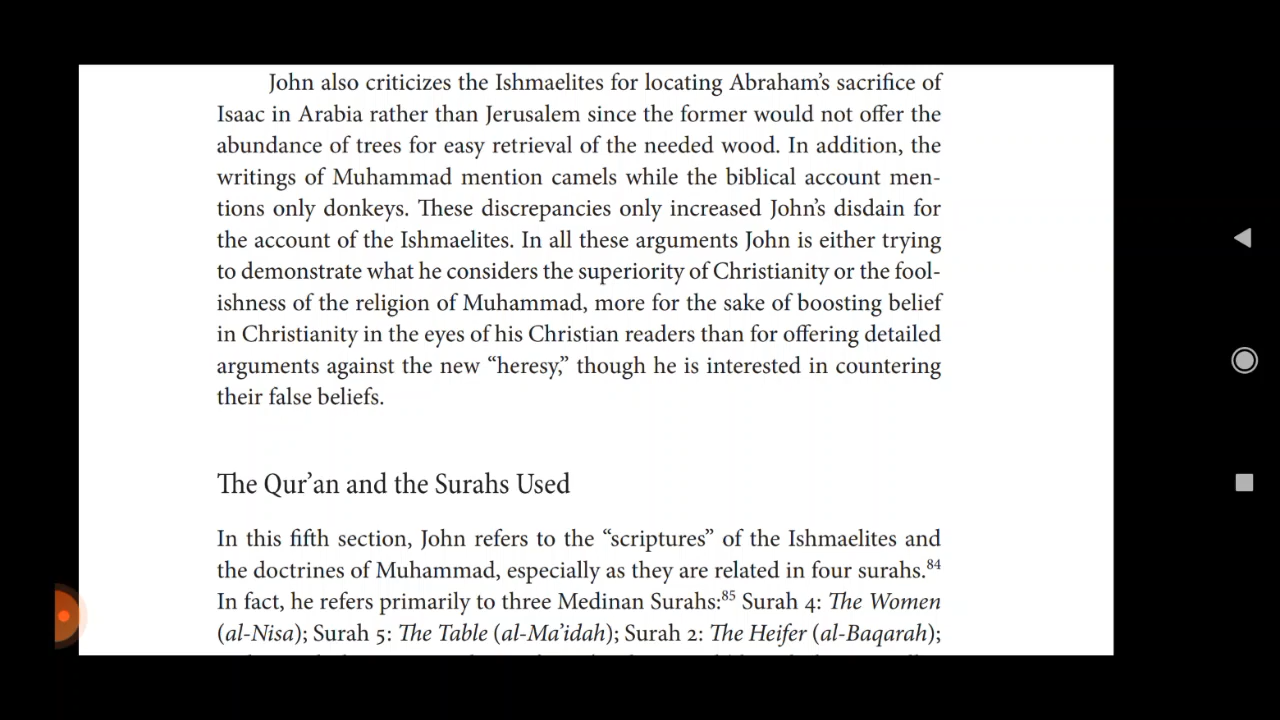 John also criticizes the Ishmaelites for locating Abraham’s sacrifice of
Isaac in Arabia rather than Jerusalem since the former would not offer the
abundance of trees for easy retrieval of the needed wood. In addition, the
writings of Muhammad mention camels while the biblical account men-
tions only donkeys. These discrepancies only increased John’s disdain for
the account of the Ishmaelites. In all these arguments John is either trying
to demonstrate what he considers the superiority of Christianity or the fool-
ishness of the religion of Muhammad, more for the sake of boosting belief
in Christianity in the eyes of his Christian readers than for offering detailed
arguments against the new “heresy,” though he is interested in countering
their false beliefs.
The Qur’an and the Surahs Used
In this fifth section, John refers to the “scriptures” of the Ishmaelites and
the doctrines of Muhammad, especially as they are related in four surahs.84
In fact, he refers primarily to three Medinan Surahs:85 Surah 4: The Women
(al-Nisa); Surah 5: The Table (al-Ma’idah); Surah 2: The Heifer (al-Baqarah);